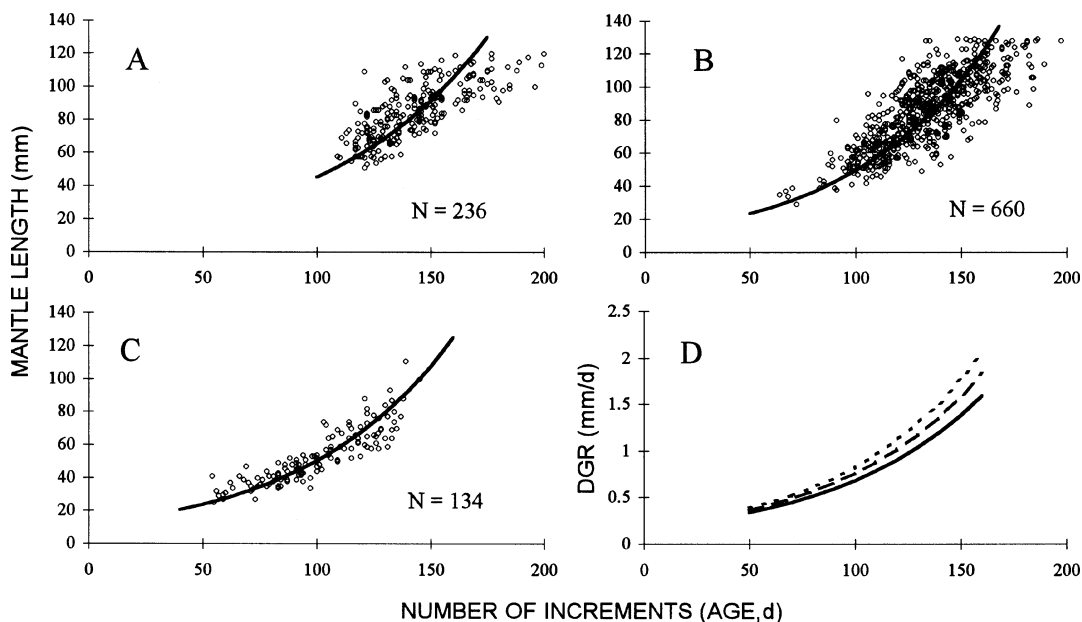 MANTLE LENGTH (mm)
140
120
100
80
60
40
20
0
A
N = 236
0 50 100 150 200
140
120
100
80
60
40
20
0
B
N = 660
0 50 100 150 200
140
120
100
80
60
40
20
0
C
N = 134
0 50 100 150 200
DGR (mm/d)
2.5
2
1.5
1
0.5
0
D
0 50 100 150 200
NUMBER OF INCREMENTS (AGE,d)